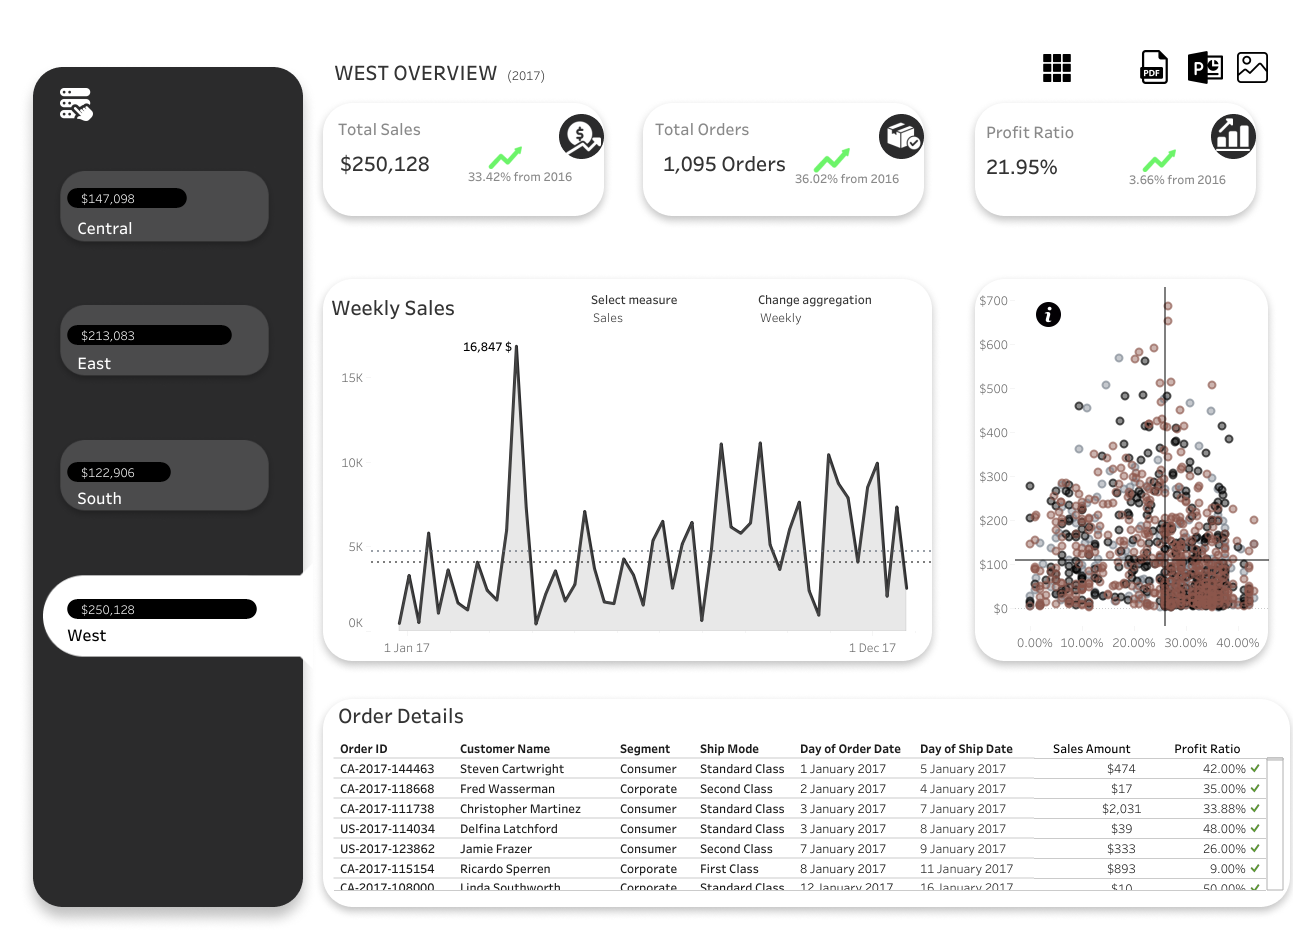 WEST OVERVIEW (2017)
PDF
P
$147,098
Central
$213,083
East
$122,906
South
$250,128
West
Total Sales
$250,128
33.42% from 2016
$
Total Orders
1,095 Orders
36.02% from 2016
Profit Ratio
21.95%
3.66% from 2016
Weekly Sales
Select measure
Sales
Change aggregation
Weekly
16,847 $
15K
10K
5K
0K
1 Jan 17 1 Dec 17
i
$700
$600
$500
$400
$300
$200
$100
$0
0.00% 10.00% 20.00% 30.00% 40.00%
Order Details
Order ID Customer Name Segment Ship Mode Day of Order Date Day of Ship Date Sales Amount Profit Ratio
CA-2017-144463 Steven Cartwright Consumer Standard Class 1 January 2017 5 January 2017 $474 42.00%
CA-2017-118668 Fred Wasserman Corporate Second Class 2 January 2017 4 January 2017 $17 35.00%
CA-2017-111738 Christopher Martinez Consumer Standard Class 3 January 2017 7 January 2017 $2,031 33.88%
US-2017-114034 Delfina Latchford Consumer Standard Class 3 January 2017 8 January 2017 $39 48.00%
US-2017-123862 Jamie Frazer Consumer Second Class 7 January 2017 9 January 2017 $333 26.00%
CA-2017-115154 Ricardo Sperren Corporate First Class 8 January 2017 11 January 2017 $893 9.00%
CA-2017-108000 Linda Southworth Corporate Standard Class 12 January 2017 16 January 2017 $10 50.00%